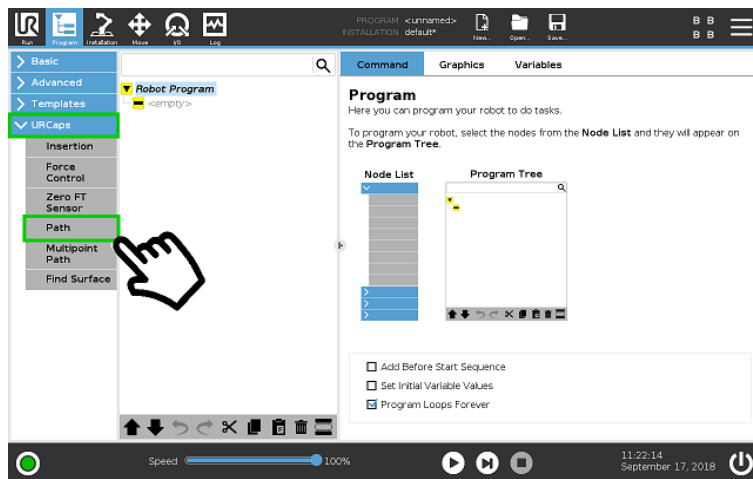 UR
Run
Program
Installation
Move
I/O
Log
PROGRAM <unnamed>
INSTALLATION default*
New...
Open...
Save...
B B
B B
Basic
Advanced
Templates
URCaps
Insertion
Force
Control
Zero FT
Sensor
Path
Multipoint
Path
Find Surface
Robot Program
<empty>
Command Graphics Variables
Program
Here you can program your robot to do tasks.
To program your robot, select the nodes from the Node List and they will appear on
the Program Tree.
Node List
Program Tree
Add Before Start Sequence
Set Initial Variable Values
Program Loops Forever
Speed 100%
11:22:14
September 17, 2018